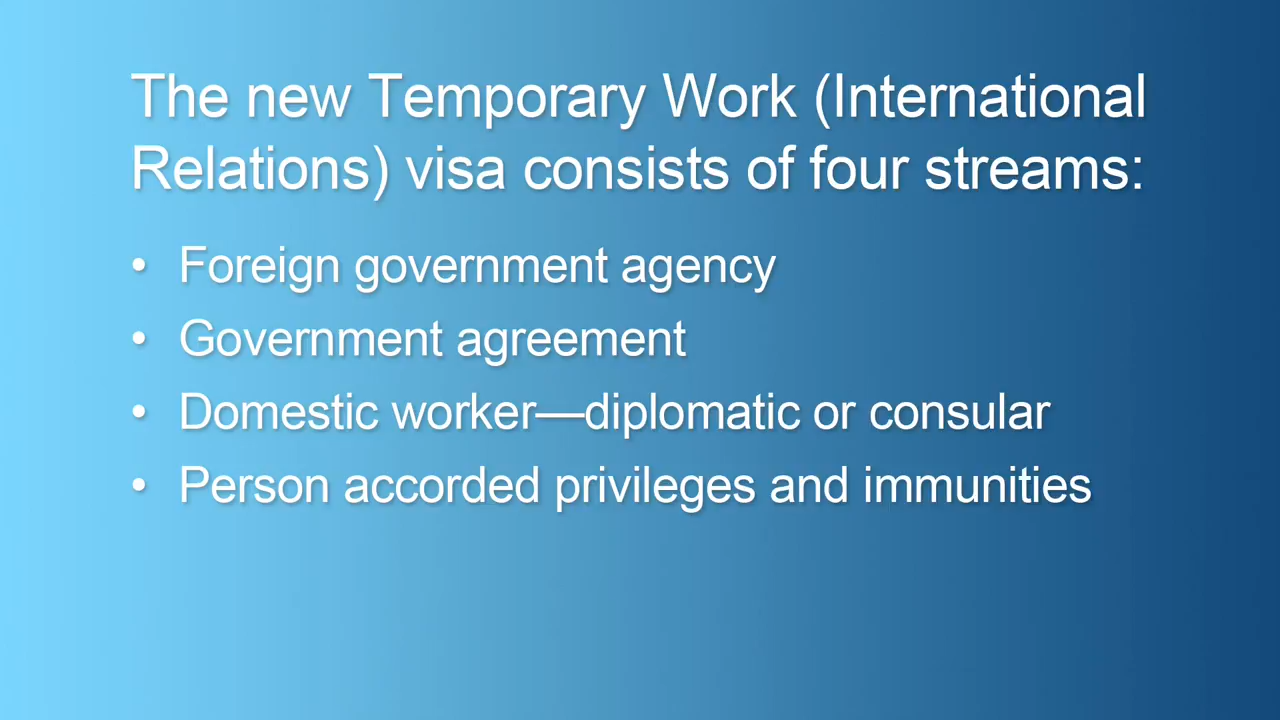 The new Temporary Work (International
Relations) visa consists of four streams:
• Foreign government agency
• Government agreement
• Domestic worker—diplomatic or consular
• Person accorded privileges and immunities